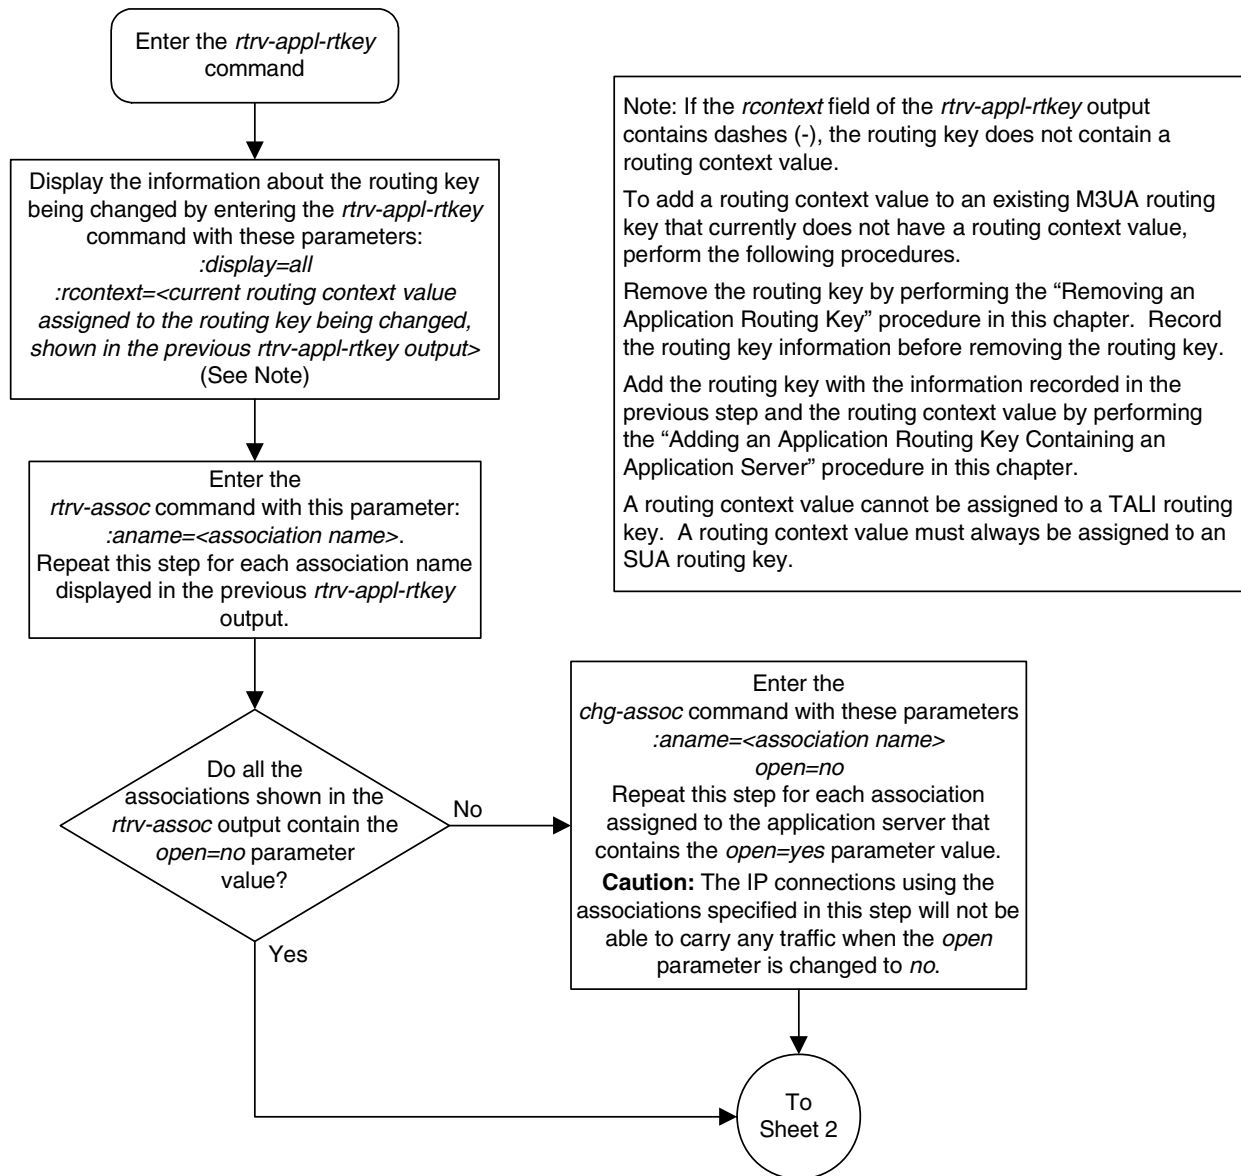 Enter the rtrv-appl-rtkey
command
Display the information about the routing key
being changed by entering the rtrv-appl-rtkey
command with these parameters:
:display=all
:rcontext=<current routing context value
assigned to the routing key being changed,
shown in the previous rtrv-appl-rtkey output>
(See Note)
Enter the
rtrv-assoc command with this parameter:
:aname=<association name>.
Repeat this step for each association name
displayed in the previous rtrv-appl-rtkey
output.
Do all the
associations shown in the
rtrv-assoc output contain the
open=no parameter
value?
No
Yes
Enter the
chg-assoc command with these parameters
:aname=<association name>
open=no
Repeat this step for each association
assigned to the application server that
contains the open=yes parameter value.
Caution: The IP connections using the
associations specified in this step will not be
able to carry any traffic when the open
parameter is changed to no.
To
Sheet 2
Note: If the rcontext field of the rtrv-appl-rtkey output
contains dashes (-), the routing key does not contain a
routing context value.
To add a routing context value to an existing M3UA routing
key that currently does not have a routing context value,
perform the following procedures.
Remove the routing key by performing the “Removing an
Application Routing Key” procedure in this chapter.  Record
the routing key information before removing the routing key.
Add the routing key with the information recorded in the
previous step and the routing context value by performing
the “Adding an Application Routing Key Containing an
Application Server” procedure in this chapter.
A routing context value cannot be assigned to a TALI routing
key.  A routing context value must always be assigned to an
SUA routing key.